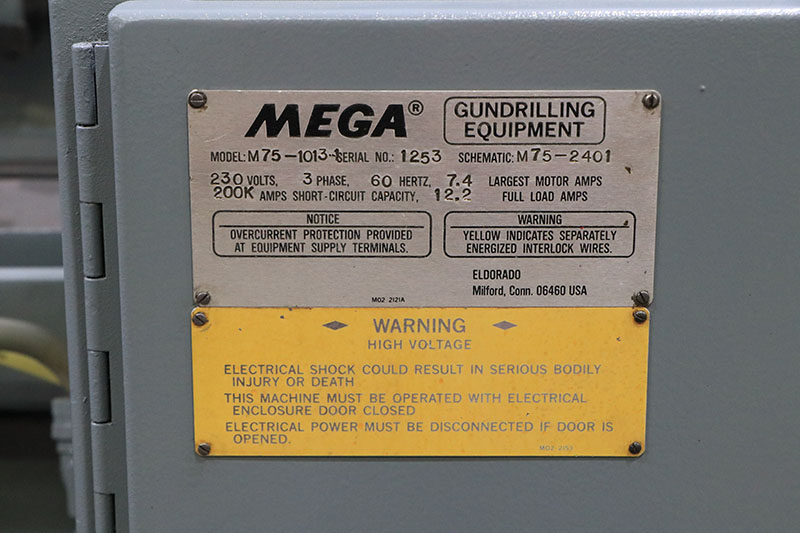 MEGA® GUNDRILLING EQUIPMENT
MODEL: M75-1013-1 SERIAL NO.: 1253 SCHEMATIC: M75-2401
230 VOLTS, 3 PHASE, 60 HERTZ, 7.4 LARGEST MOTOR AMPS
200K AMPS SHORT-CIRCUIT CAPACITY, 12.2 FULL LOAD AMPS
NOTICE
OVERCURRENT PROTECTION PROVIDED
AT EQUIPMENT SUPPLY TERMINALS.
WARNING
YELLOW INDICATES SEPARATELY
ENERGIZED INTERLOCK WIRES.
ELDORADO
Milford, Conn. 06460 USA
M02 2121A
WARNING
HIGH VOLTAGE
ELECTRICAL SHOCK COULD RESULT IN SERIOUS BODILY
INJURY OR DEATH
THIS MACHINE MUST BE OPERATED WITH ELECTRICAL
ENCLOSURE DOOR CLOSED
ELECTRICAL POWER MUST BE DISCONNECTED IF DOOR IS
OPENED.
M02 2153